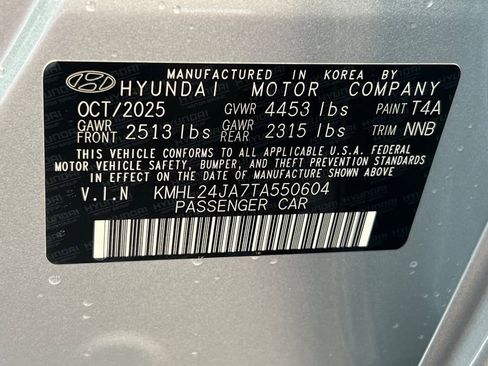 MANUFACTURED IN KOREA BY
HYUNDAI MOTOR COMPANY
OCT/2025 GVWR 4453 lbs PAINT T4A
GAWR FRONT 2513 lbs GAWR REAR 2315 lbs TRIM NNB
THIS VEHICLE CONFORMS TO ALL APPLICABLE U.S.A. FEDERAL
MOTOR VEHICLE SAFETY, BUMPER, AND THEFT PREVENTION STANDARDS
IN EFFECT ON THE DATE OF MANUFACTURE SHOWN ABOVE.
V.I.N KMHL24JA7TA550604
PASSENGER CAR